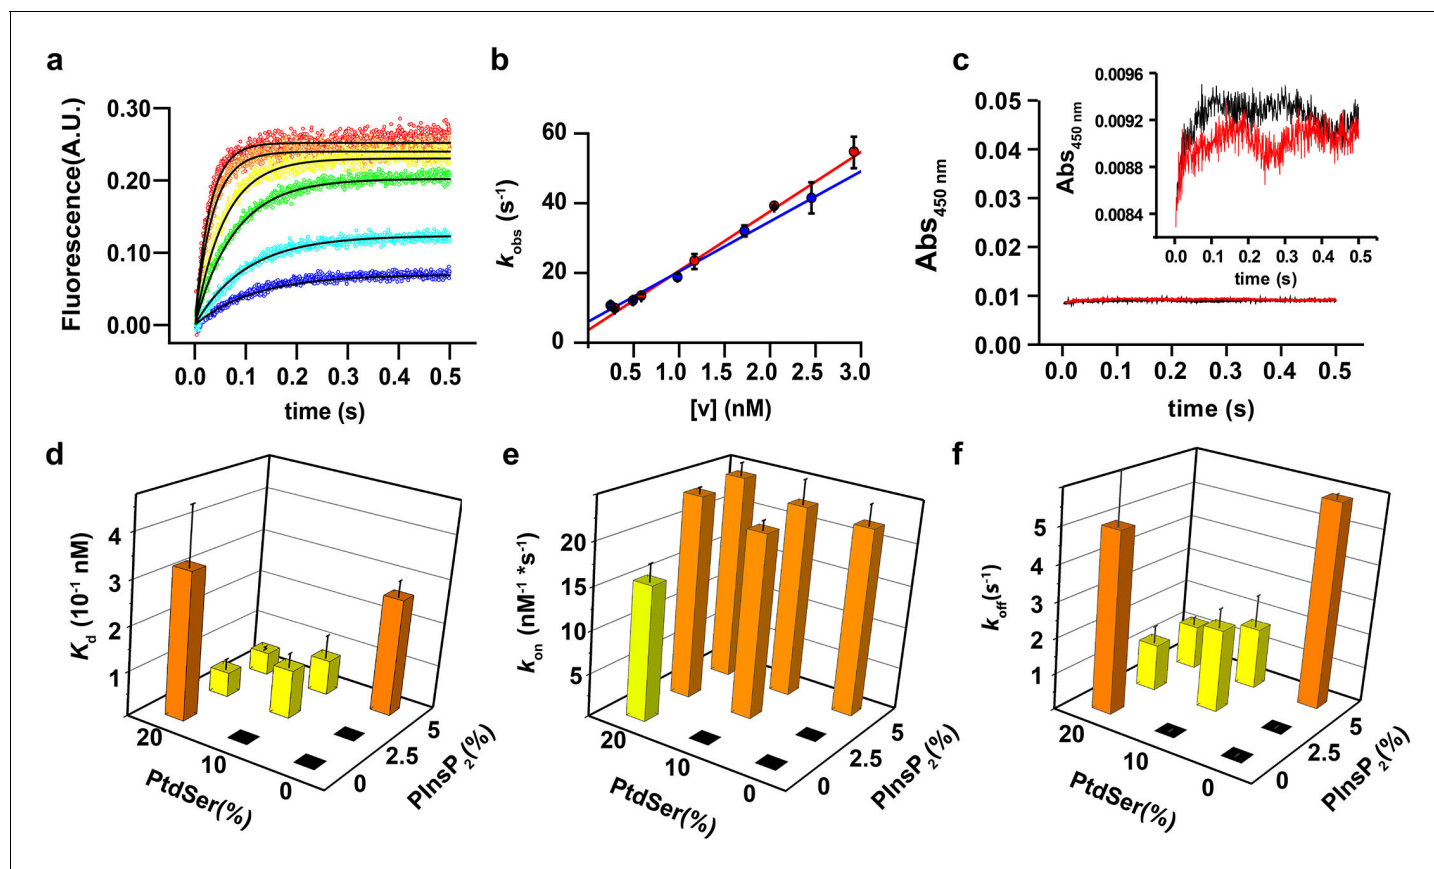 a
Fluorescence(A.U.)
0.30
0.20
0.10
0.00
0.0 0.1 0.2 0.3 0.4 0.5
time (s)
b
kobs (s-1)
60
40
20
0
0.5 1.0 1.5 2.0 2.5 3.0
[v] (nM)
c
Abs450 nm
0.05
0.04
0.03
0.02
0.01
0.00
0.0 0.1 0.2 0.3 0.4 0.5
time (s)
Abs450 nm
0.0096
0.0092
0.0088
0.0084
0.0 0.1 0.2 0.3 0.4 0.5
time (s)
d
Kd (10-1 nM)
4
3
2
1
20
10
0
PtdSer(%)
0
2.5
5
PInsP2(%)
e
kon (nM-1 *s-1)
20
15
10
5
20
10
0
PtdSer(%)
0
2.5
5
PInsP2(%)
f
koff(s-1)
5
4
3
2
1
20
10
0
PtdSer(%)
0
2.5
5
PInsP2(%)